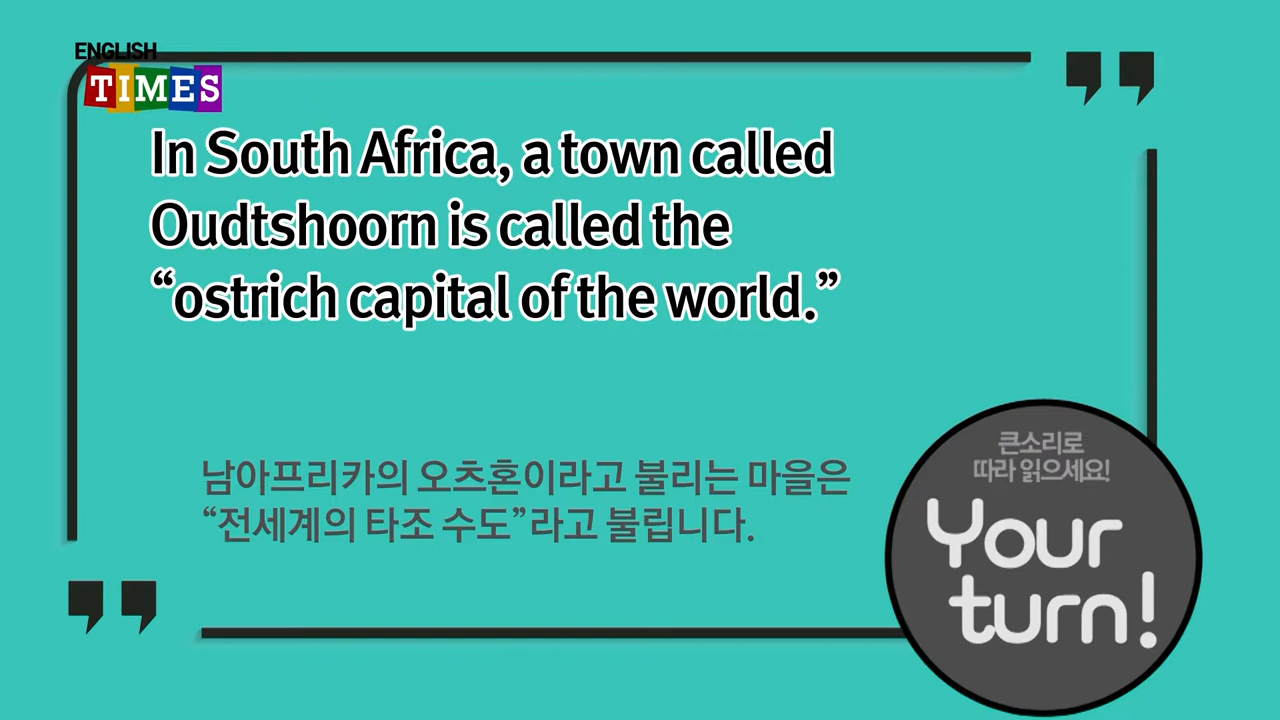 ENGLISH
TIMES
In South Africa, a town called
Oudtshoorn is called the
“ostrich capital of the world.”
남아프리카의 오츠혼이라고 불리는 마을은
“전세계의 타조 수도”라고 불립니다.
큰소리로
따라 읽으세요!
Your
turn!